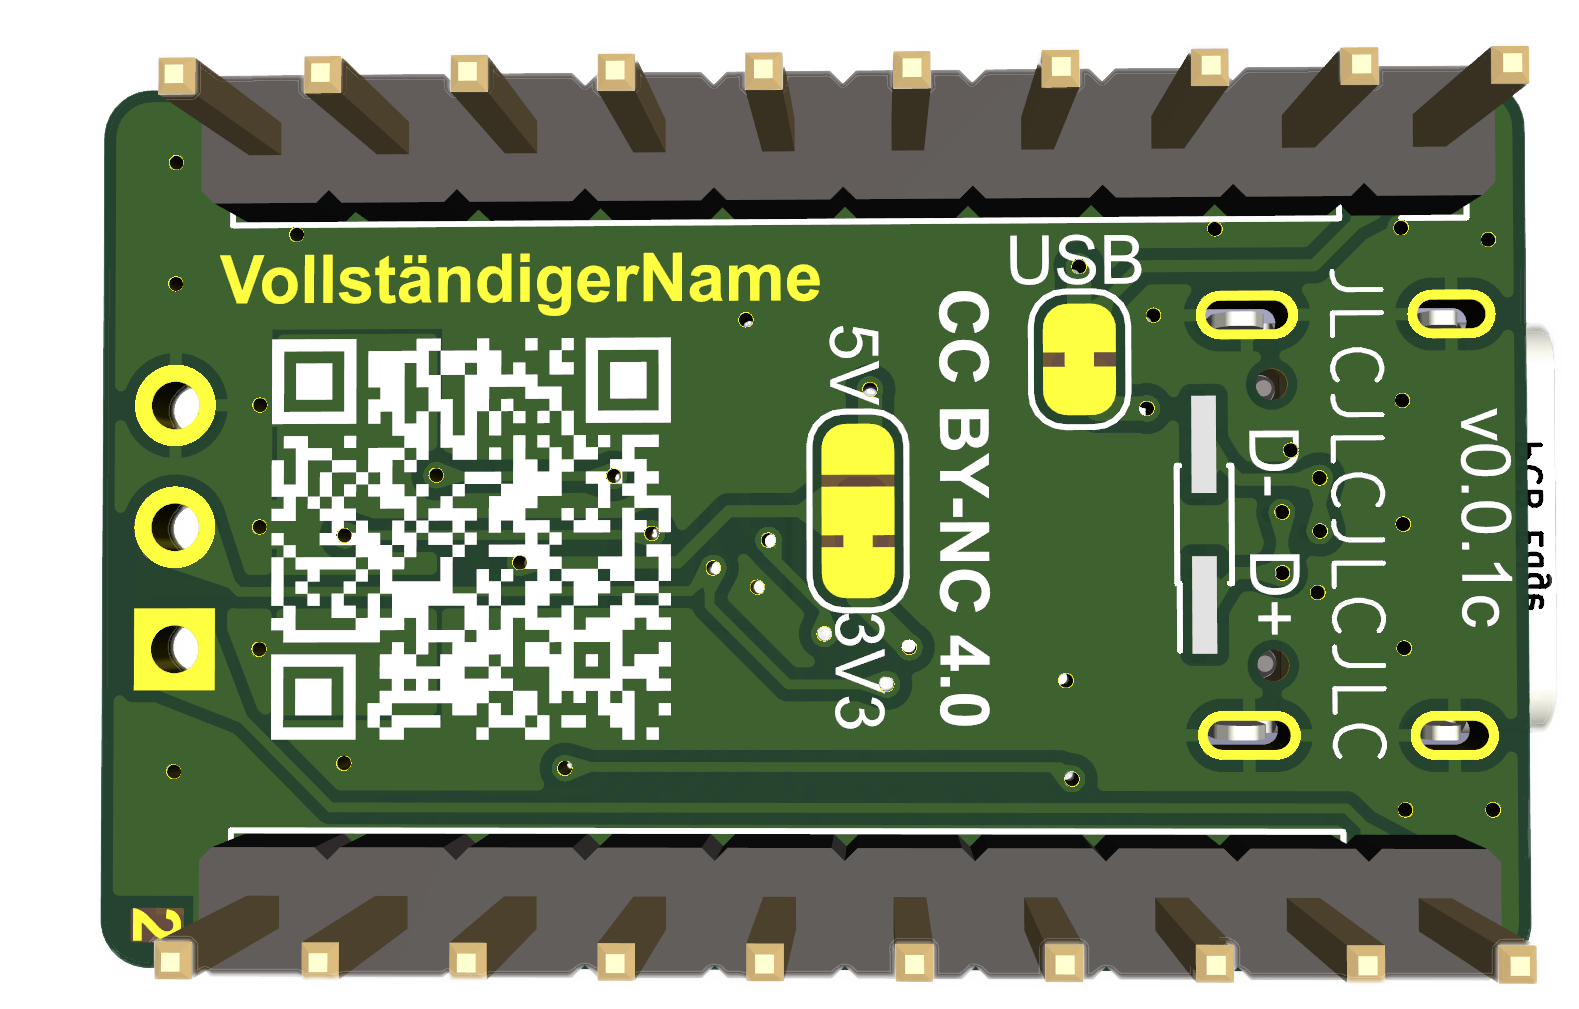 VollständigerName
USB
5V
3V3
CC BY-NC 4.0
D- D+
JLCJLCJLCJLC
v0.0.1c
2